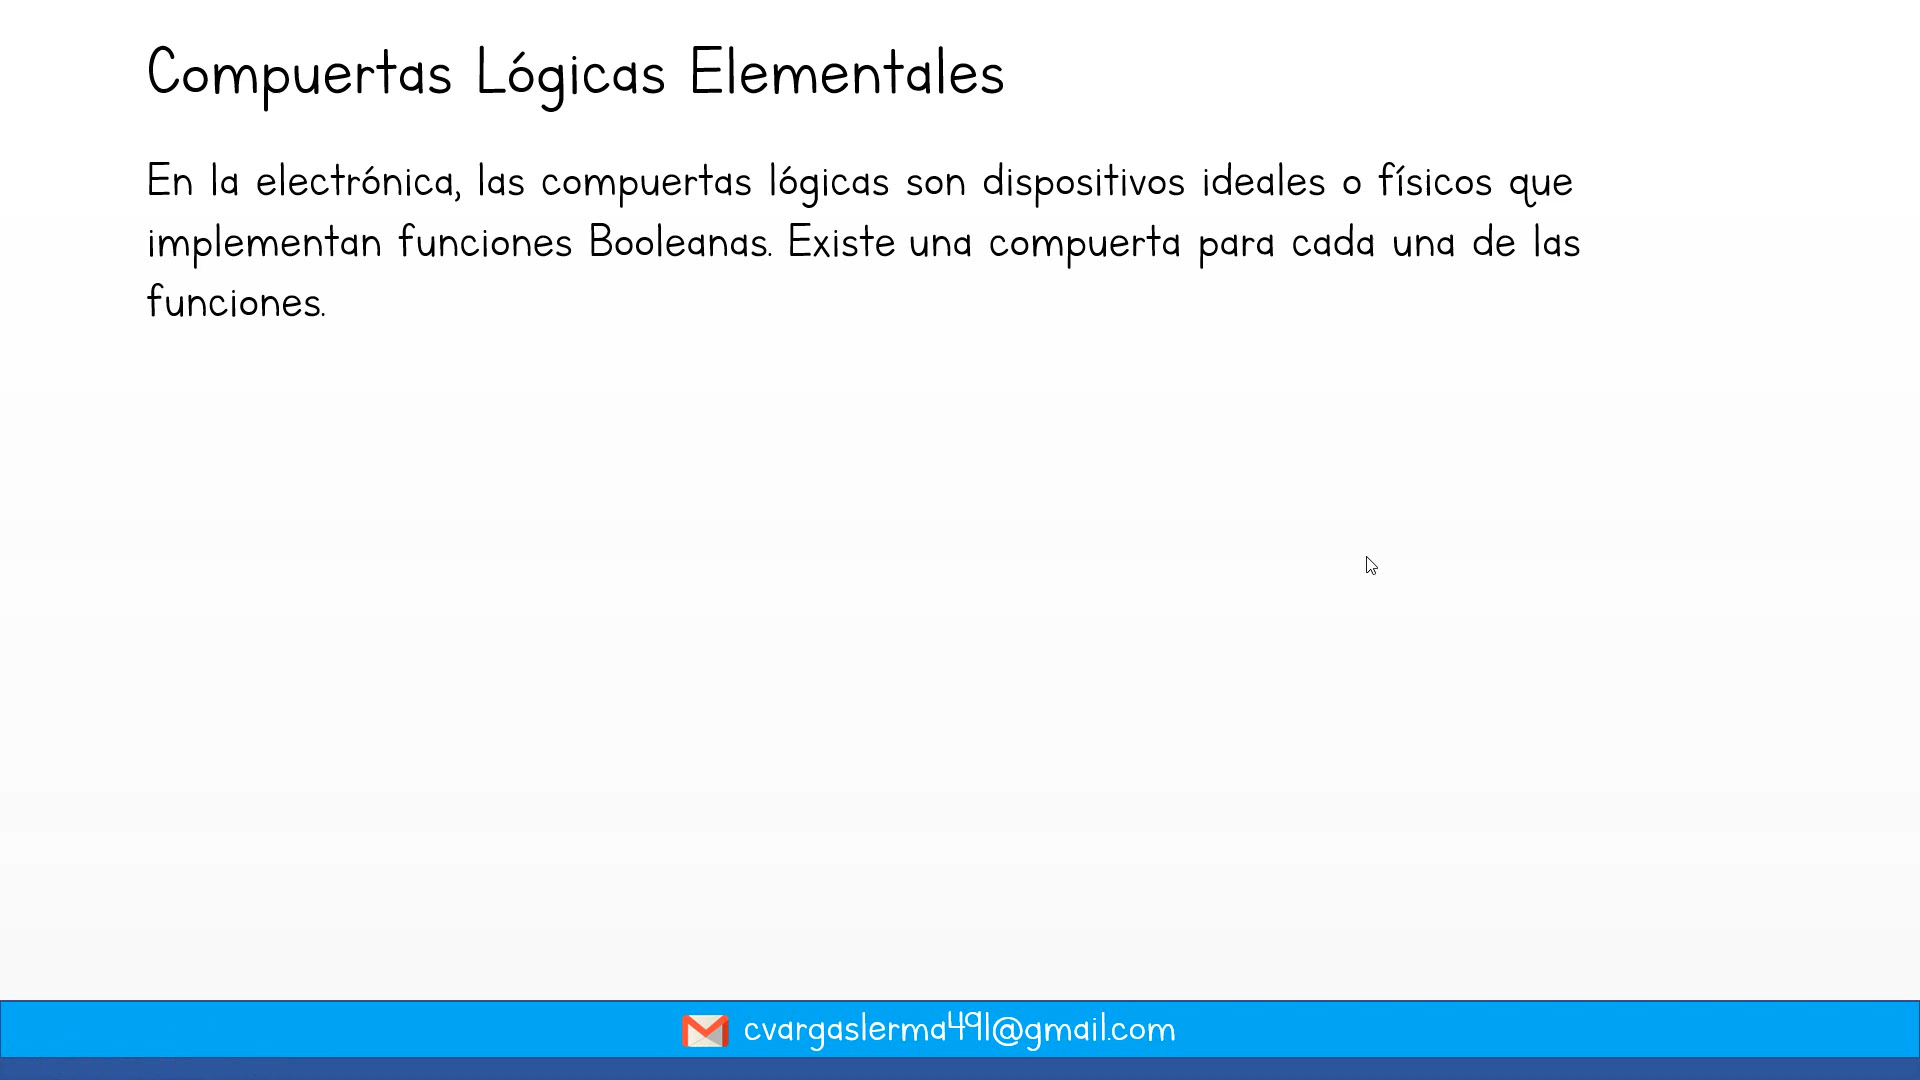 Compuertas Lógicas Elementales
En la electrónica, las compuertas lógicas son dispositivos ideales o físicos que
implementan funciones Booleanas. Existe una compuerta para cada una de las
funciones.
cvargaslerma491@gmail.com